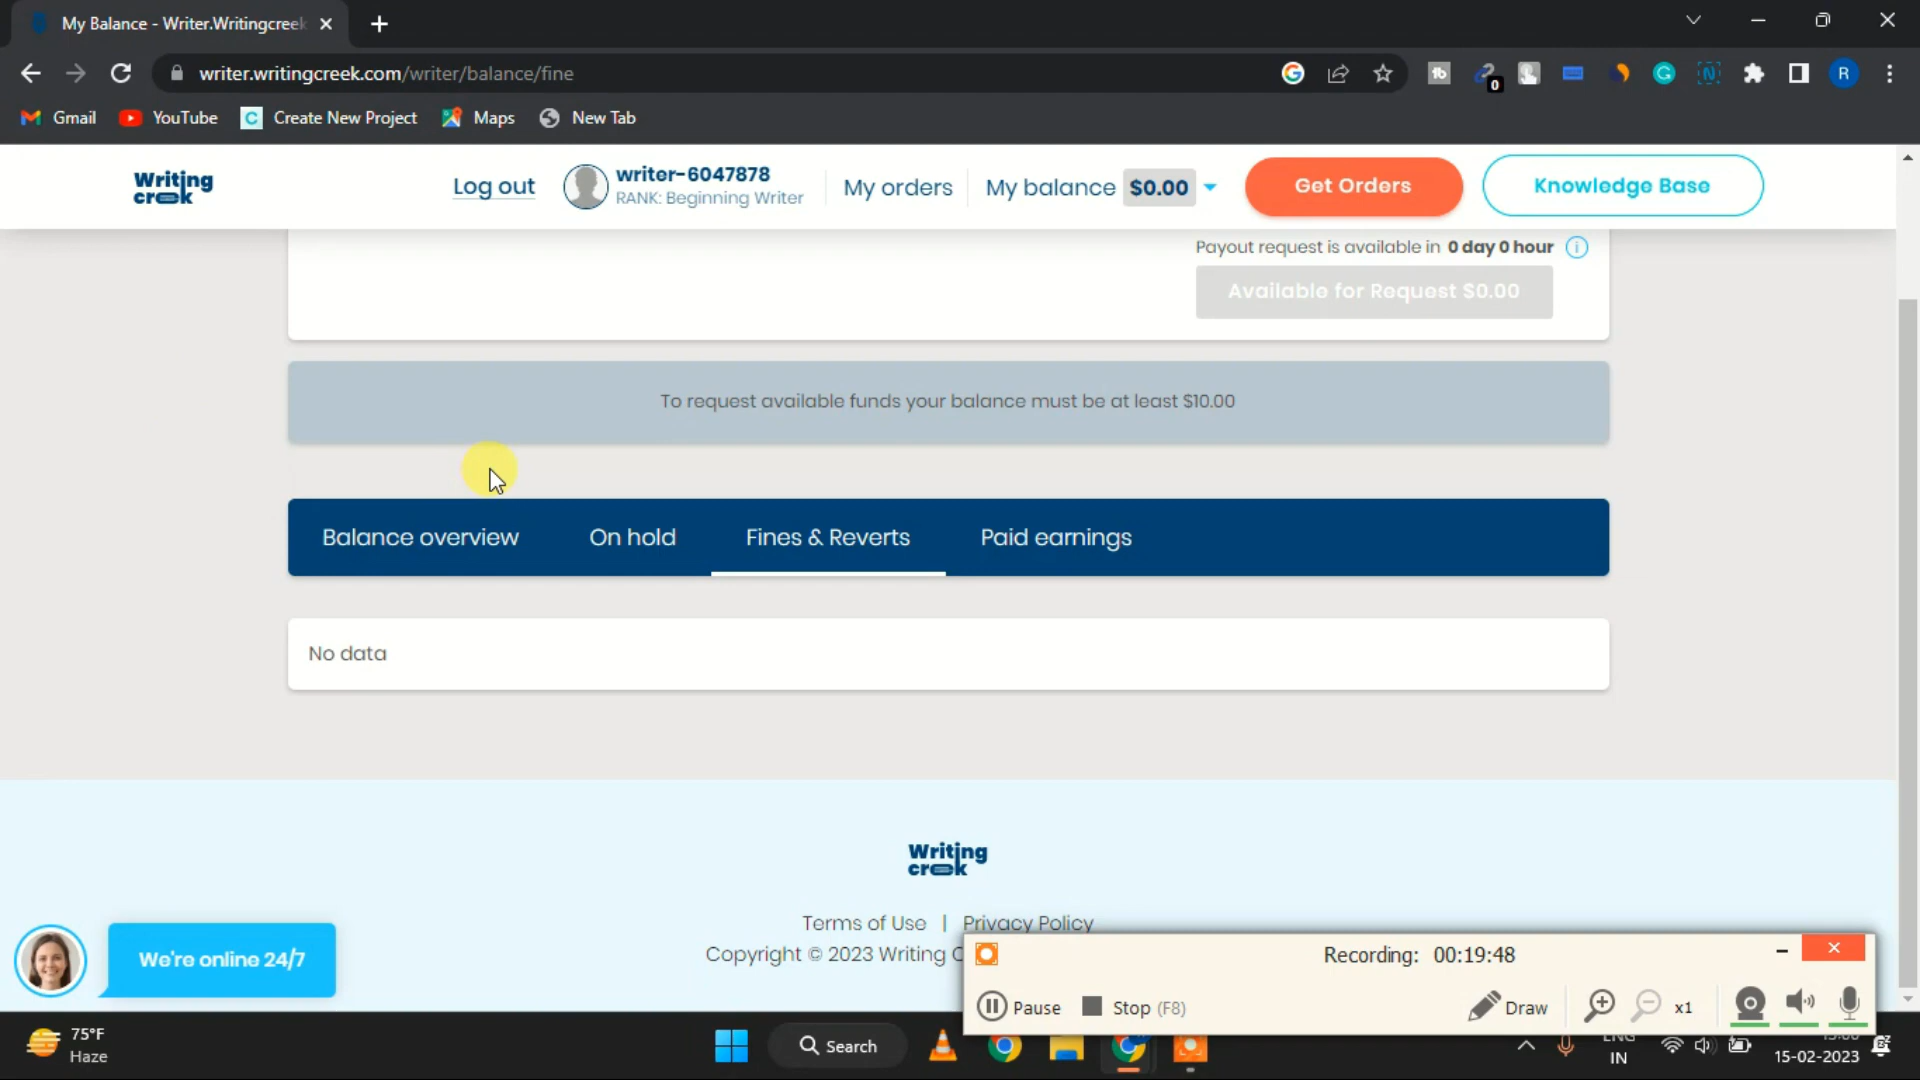 My Balance - Writer.Writingcreek
writer.writingcreek.com/writer/balance/fine
0
R
Gmail
YouTube
Create New Project
Maps
New Tab
Writing
creek
Log out
writer-6047878
RANK: Beginning Writer
My orders
My balance $0.00
Get Orders
Knowledge Base
Payout request is available in 0 day 0 hour
Available for Request $0.00
To request available funds your balance must be at least $10.00
Balance overview
On hold
Fines & Reverts
Paid earnings
No data
Writing
creek
Terms of Use | Privacy Policy
Copyright © 2023 Writing C
We're online 24/7
Recording: 00:19:48
Pause
Stop (F8)
Draw
x1
75°F
Haze
Search
ENG
IN
15-02-2023